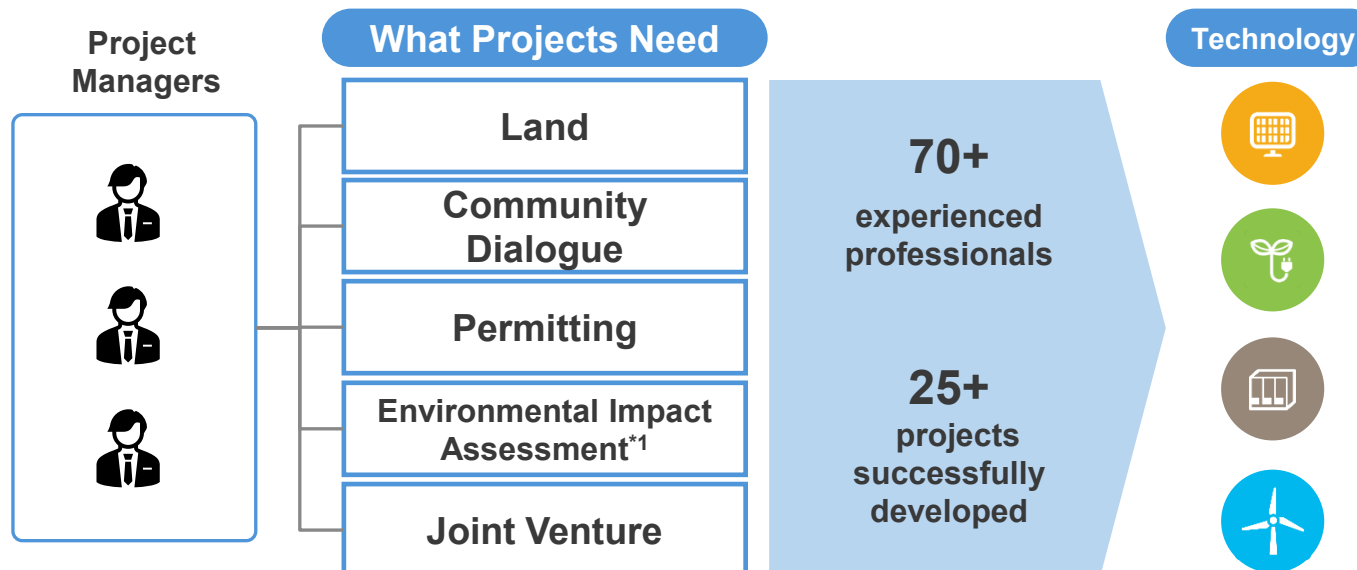 Project
Managers
What Projects Need
Land
Community
Dialogue
Permitting
Environmental Impact
Assessment*1
Joint Venture
70+
experienced
professionals
25+
projects
successfully
developed
Technology